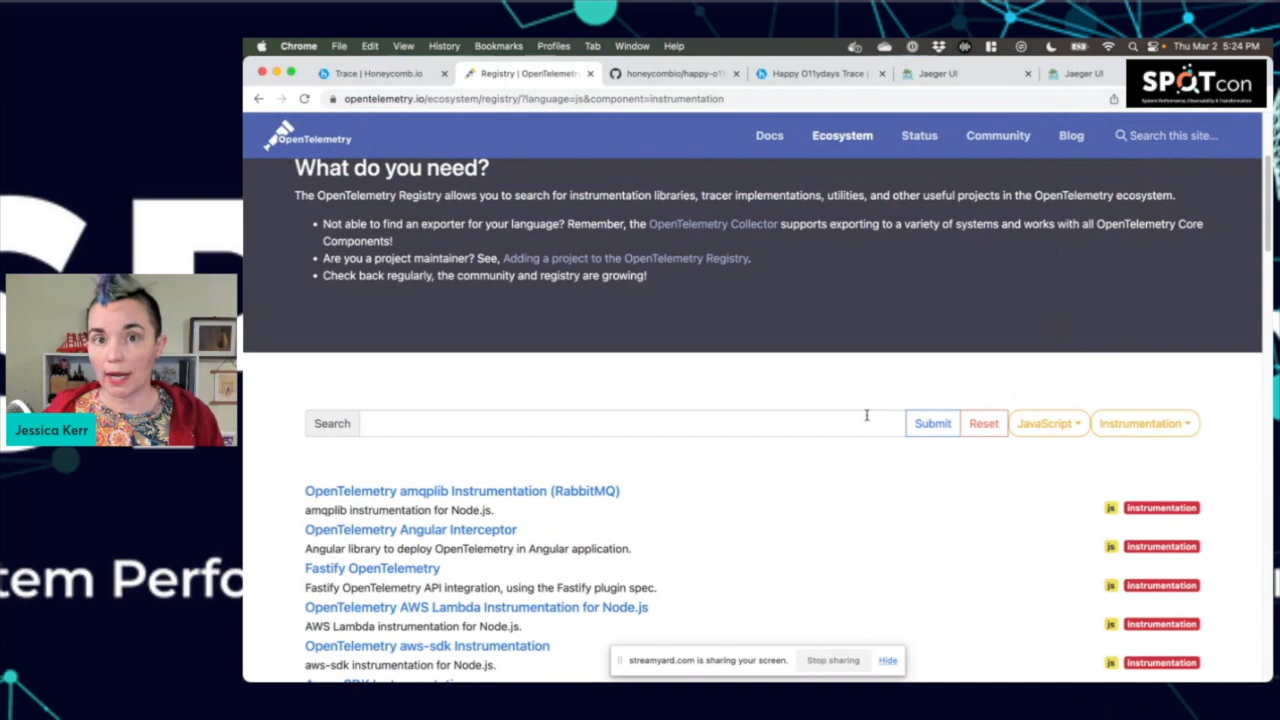 Chrome File Edit View History Bookmarks Profiles Tab Window Help
Thu Mar 2 5:24 PM
Trace | Honeycomb.io
Registry | OpenTelemetr
honeycombio/happy-o11
Happy O11ydays Trace |
Jaeger UI
Jaeger UI
SPOTcon
System Performance, Observability & Transformation
opentelemetry.io/ecosystem/registry/?language=js&component=instrumentation
OpenTelemetry
Docs Ecosystem Status Community Blog Search this site...
What do you need?
The OpenTelemetry Registry allows you to search for instrumentation libraries, tracer implementations, utilities, and other useful projects in the OpenTelemetry ecosystem.
• Not able to find an exporter for your language? Remember, the OpenTelemetry Collector supports exporting to a variety of systems and works with all OpenTelemetry Core
Components!
• Are you a project maintainer? See, Adding a project to the OpenTelemetry Registry.
• Check back regularly, the community and registry are growing!
Jessica Kerr
Search Submit Reset JavaScript Instrumentation
OpenTelemetry amqplib Instrumentation (RabbitMQ)
amqplib instrumentation for Node.js.
js instrumentation
OpenTelemetry Angular Interceptor
Angular library to deploy OpenTelemetry in Angular application.
js instrumentation
Fastify OpenTelemetry
Fastify OpenTelemetry API integration, using the Fastify plugin spec.
js instrumentation
OpenTelemetry AWS Lambda Instrumentation for Node.js
AWS Lambda instrumentation for Node.js.
js instrumentation
OpenTelemetry aws-sdk Instrumentation
aws-sdk instrumentation for Node.js.
js instrumentation
streamyard.com is sharing your screen. Stop sharing Hide
tem Perfo